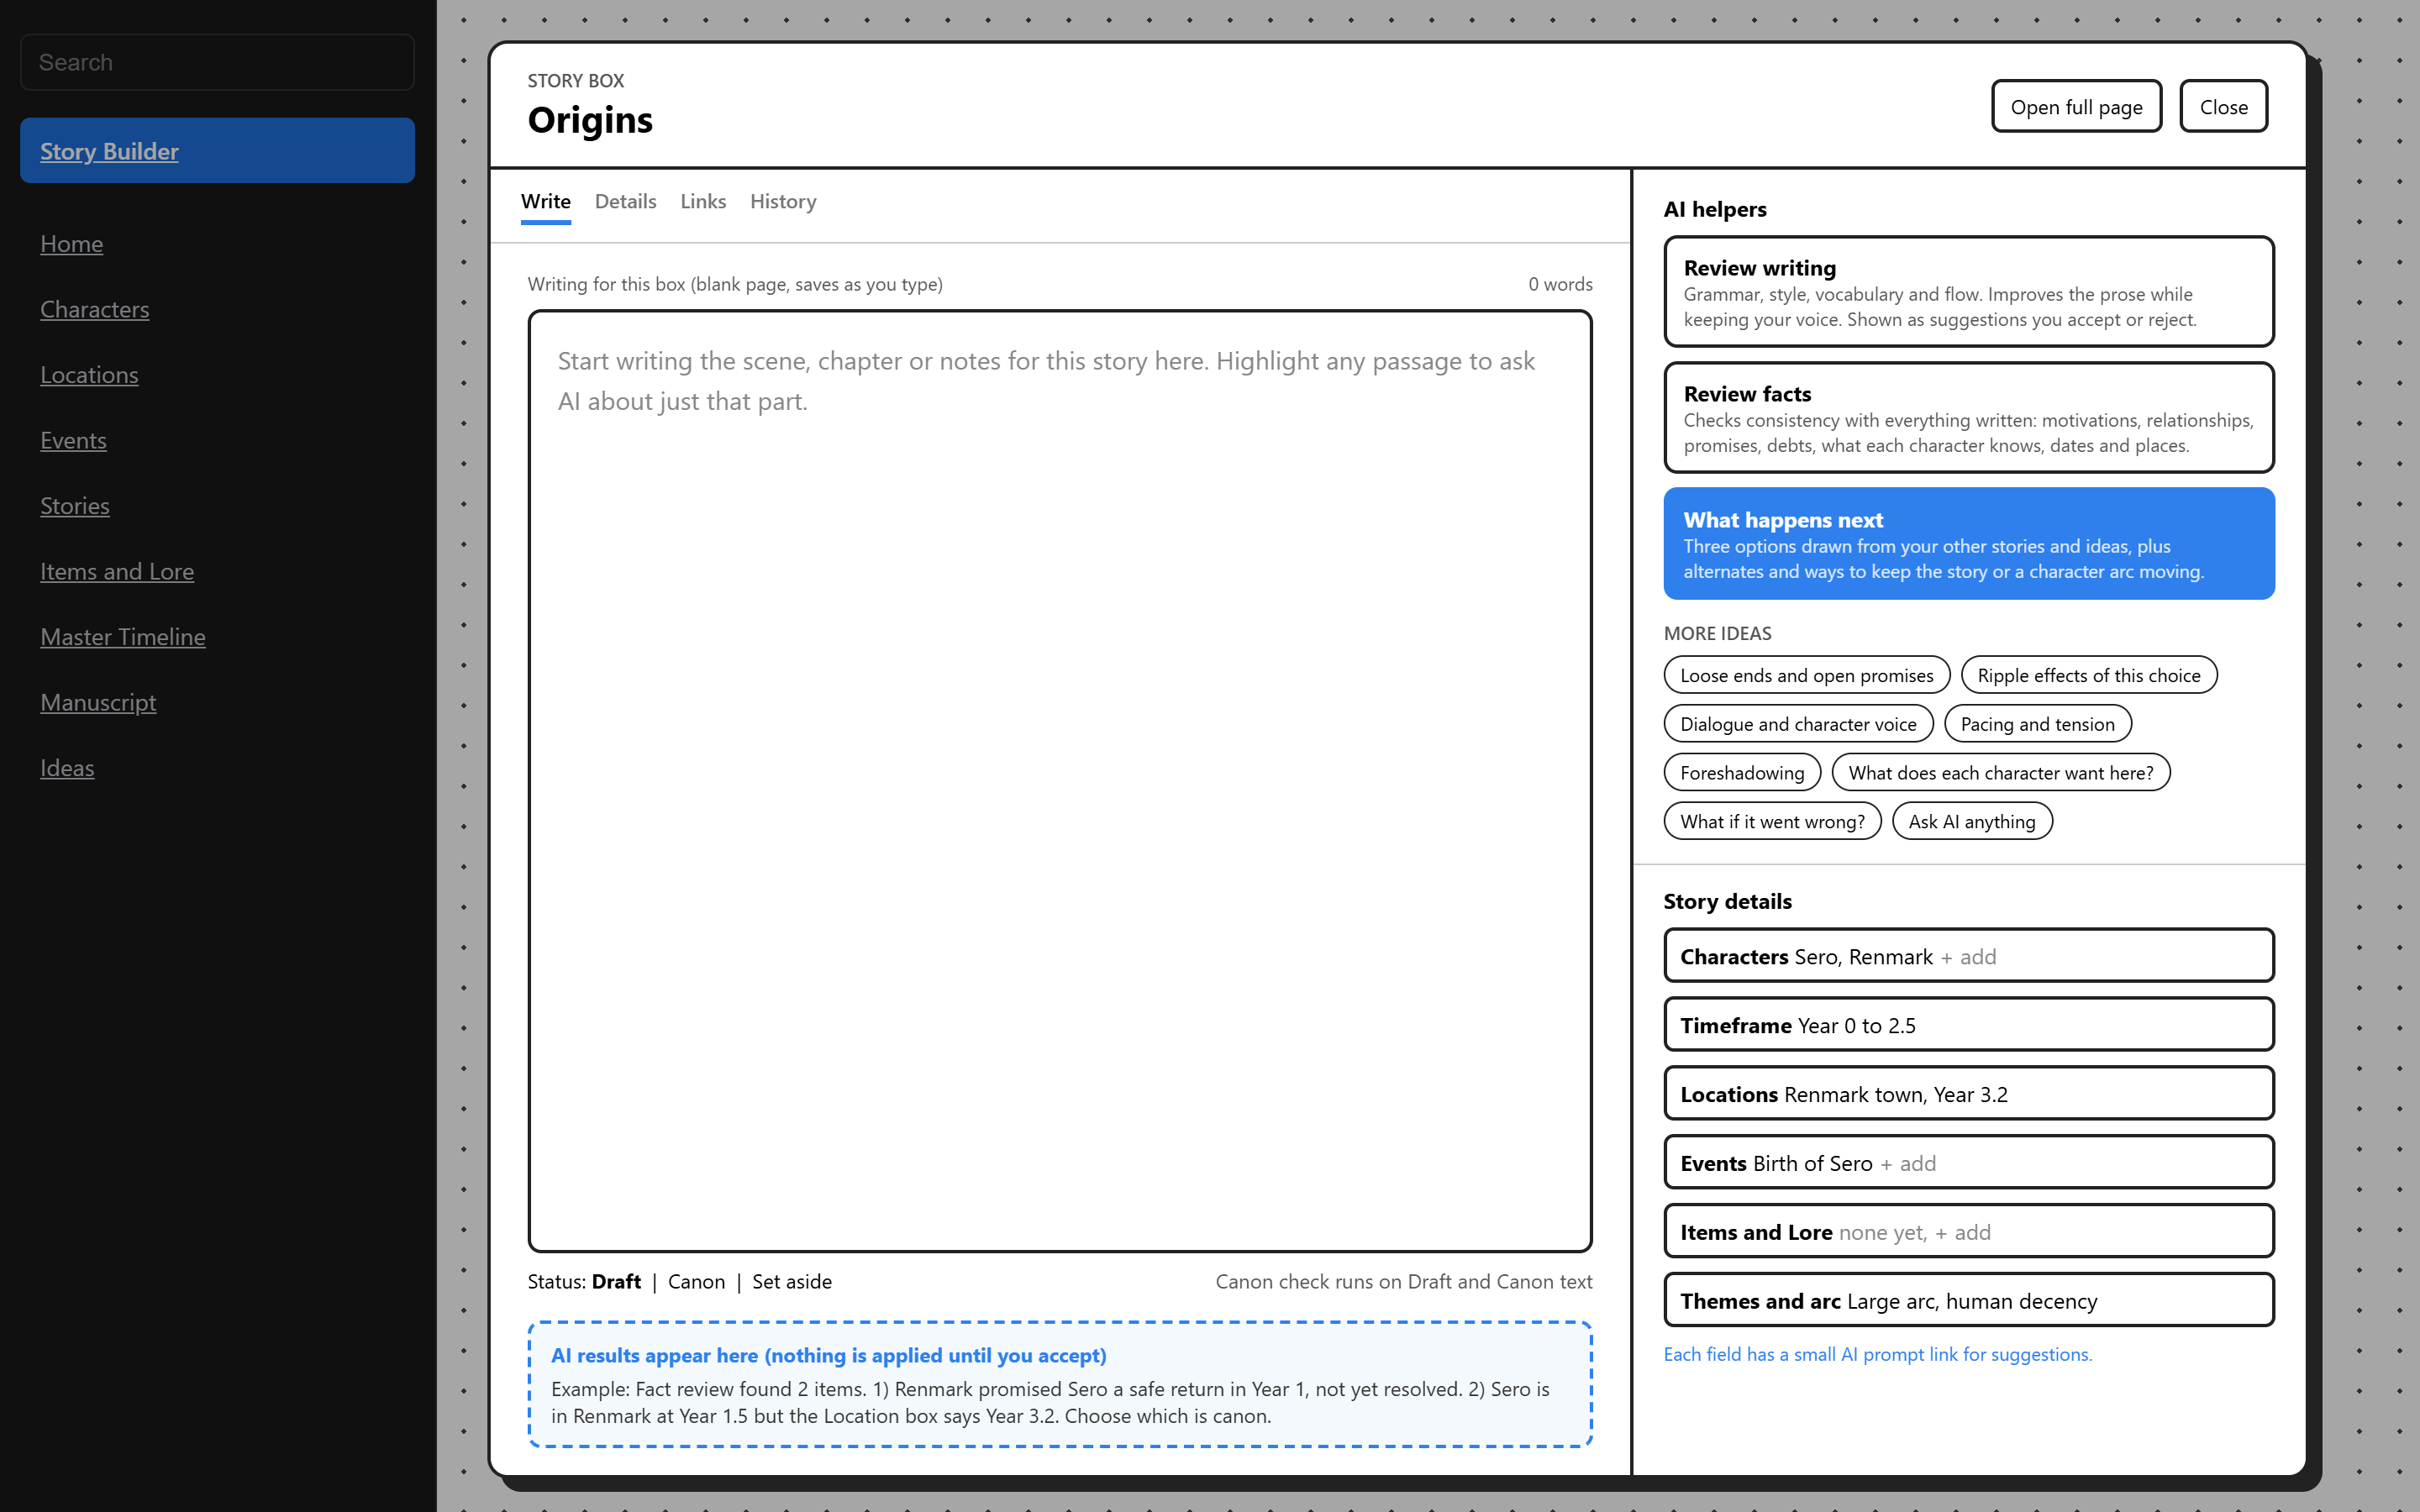 Search
Story Builder
Home
Characters
Locations
Events
Stories
Items and Lore
Master Timeline
Manuscript
Ideas
STORY BOX
Origins
Open full page
Close
Write
Details
Links
History
Writing for this box (blank page, saves as you type)
0 words
Start writing the scene, chapter or notes for this story here. Highlight any passage to ask
AI about just that part.
Status: Draft | Canon | Set aside
Canon check runs on Draft and Canon text
AI results appear here (nothing is applied until you accept)
Example: Fact review found 2 items. 1) Renmark promised Sero a safe return in Year 1, not yet resolved. 2) Sero is
in Renmark at Year 1.5 but the Location box says Year 3.2. Choose which is canon.
AI helpers
Review writing
Grammar, style, vocabulary and flow. Improves the prose while
keeping your voice. Shown as suggestions you accept or reject.
Review facts
Checks consistency with everything written: motivations, relationships,
promises, debts, what each character knows, dates and places.
What happens next
Three options drawn from your other stories and ideas, plus
alternates and ways to keep the story or a character arc moving.
MORE IDEAS
Loose ends and open promises
Ripple effects of this choice
Dialogue and character voice
Pacing and tension
Foreshadowing
What does each character want here?
What if it went wrong?
Ask AI anything
Story details
Characters Sero, Renmark + add
Timeframe Year 0 to 2.5
Locations Renmark town, Year 3.2
Events Birth of Sero + add
Items and Lore none yet, + add
Themes and arc Large arc, human decency
Each field has a small AI prompt link for suggestions.